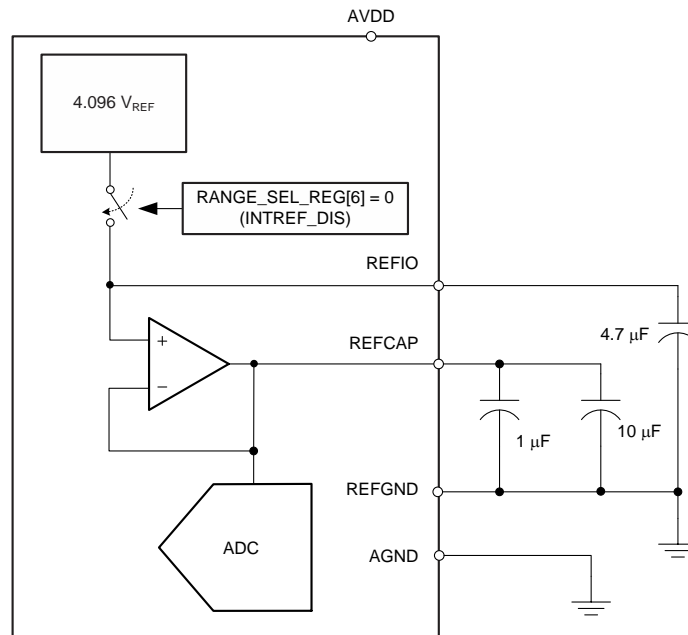 AVDD
4.096 VREF
RANGE_SEL_REG[6] = 0
(INTREF_DIS)
REFIO
4.7 μF
+
REFCAP
−
1 μF
10 μF
REFGND
ADC
AGND